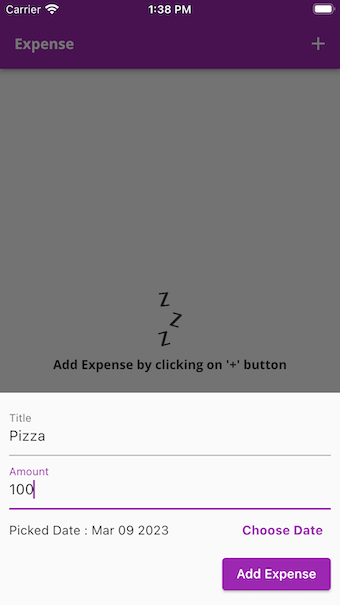 Carrier 1:38 PM
Expense +
Z
Z
Z
Add Expense by clicking on '+' button
Title
Pizza
Amount
100
Picked Date : Mar 09 2023 Choose Date
Add Expense